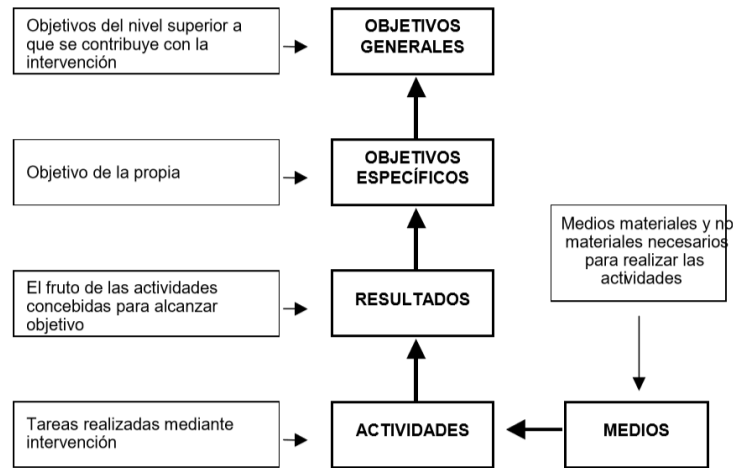 Objetivos del nivel superior a
que se contribuye con la
intervención
OBJETIVOS
GENERALES
Objetivo de la propia
OBJETIVOS
ESPECÍFICOS
Medios materiales y no
materiales necesarios
para realizar las
actividades
El fruto de las actividades
concebidas para alcanzar
objetivo
RESULTADOS
Tareas realizadas mediante
intervención
ACTIVIDADES
MEDIOS